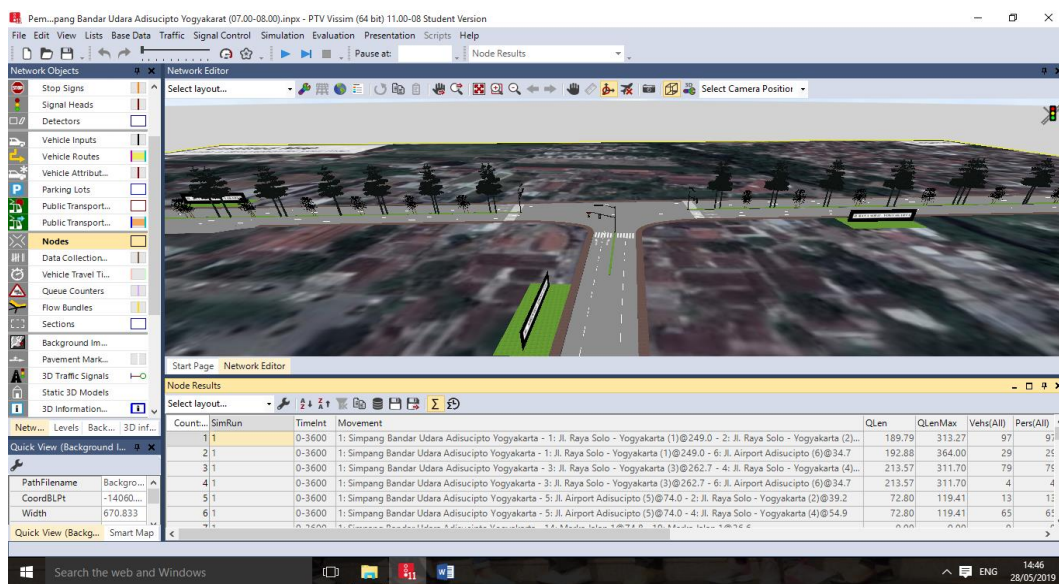 Pem...pang Bandar Udara Adisucipto Yogyakarat (07.00-08.00).inpx - PTV Vissim (64 bit) 11.00-08 Student Version
File Edit View Lists Base Data Traffic Signal Control Simulation Evaluation Presentation Scripts Help
Pause at: Node Results
Network Objects
Stop Signs
Signal Heads
Detectors
Vehicle Inputs
Vehicle Routes
Vehicle Attribut...
Parking Lots
Public Transport...
Public Transport...
Nodes
Data Collection...
Vehicle Travel Ti...
Queue Counters
Flow Bundles
Sections
Background Im...
Pavement Mark...
3D Traffic Signals
Static 3D Models
3D Information...
Netw... Levels Back... 3D inf...
Quick View (Background I...
PathFilename Backgro...
CoordBLPt -14060....
Width 670.833
Quick View (Backg... Smart Map
Network Editor
Select layout... Select Camera Position
Start Page Network Editor
Node Results
Select layout...
Count:... SimRun TimeInt Movement QLen QLenMax Vehs(All) Pers(All)
1 1 0-3600 1: Simpang Bandar Udara Adisucipto Yogyakarta - 1: Jl. Raya Solo - Yogyakarta (1)@249.0 - 2: Jl. Raya Solo - Yogyakarta (2)... 189.79 313.27 97 97
2 1 0-3600 1: Simpang Bandar Udara Adisucipto Yogyakarta - 1: Jl. Raya Solo - Yogyakarta (1)@249.0 - 6: Jl. Airport Adisucipto (6)@34.7 192.88 364.00 29 29
3 1 0-3600 1: Simpang Bandar Udara Adisucipto Yogyakarta - 3: Jl. Raya Solo - Yogyakarta (3)@262.7 - 4: Jl. Raya Solo - Yogyakarta (4)... 213.57 311.70 79 79
4 1 0-3600 1: Simpang Bandar Udara Adisucipto Yogyakarta - 3: Jl. Raya Solo - Yogyakarta (3)@262.7 - 6: Jl. Airport Adisucipto (6)@34.7 213.57 311.70 4 4
5 1 0-3600 1: Simpang Bandar Udara Adisucipto Yogyakarta - 5: Jl. Airport Adisucipto (5)@74.0 - 2: Jl. Raya Solo - Yogyakarta (2)@39.2 72.80 119.41 13 13
6 1 0-3600 1: Simpang Bandar Udara Adisucipto Yogyakarta - 5: Jl. Airport Adisucipto (5)@74.0 - 4: Jl. Raya Solo - Yogyakarta (4)@54.9 72.80 119.41 65 65
Search the web and Windows
ENG
14:46
28/05/2019